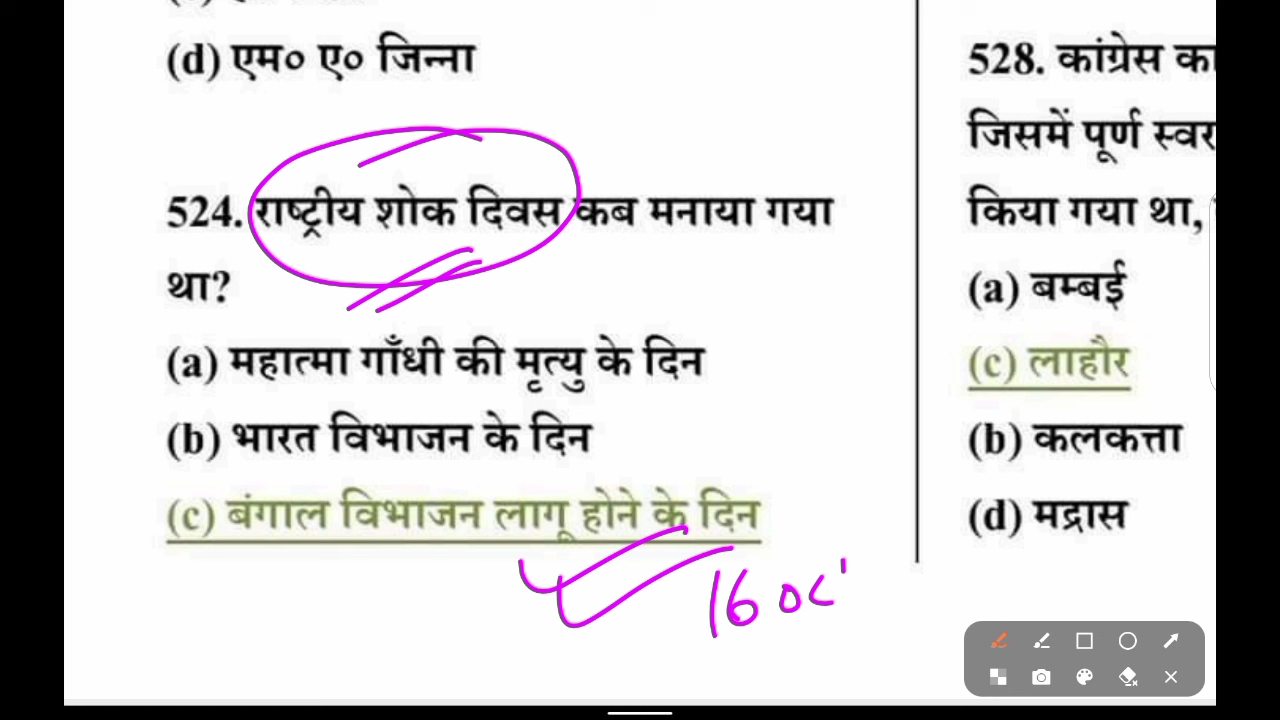 (d) एम० ए० जिन्ना
524. राष्ट्रीय शोक दिवस कब मनाया गया
था?
(a) महात्मा गाँधी की मृत्यु के दिन
(b) भारत विभाजन के दिन
(c) बंगाल विभाजन लागू होने के दिन
16 oc
528. कांग्रेस का
जिसमें पूर्ण स्वर
किया गया था,
(a) बम्बई
(c) लाहौर
(b) कलकत्ता
(d) मद्रास